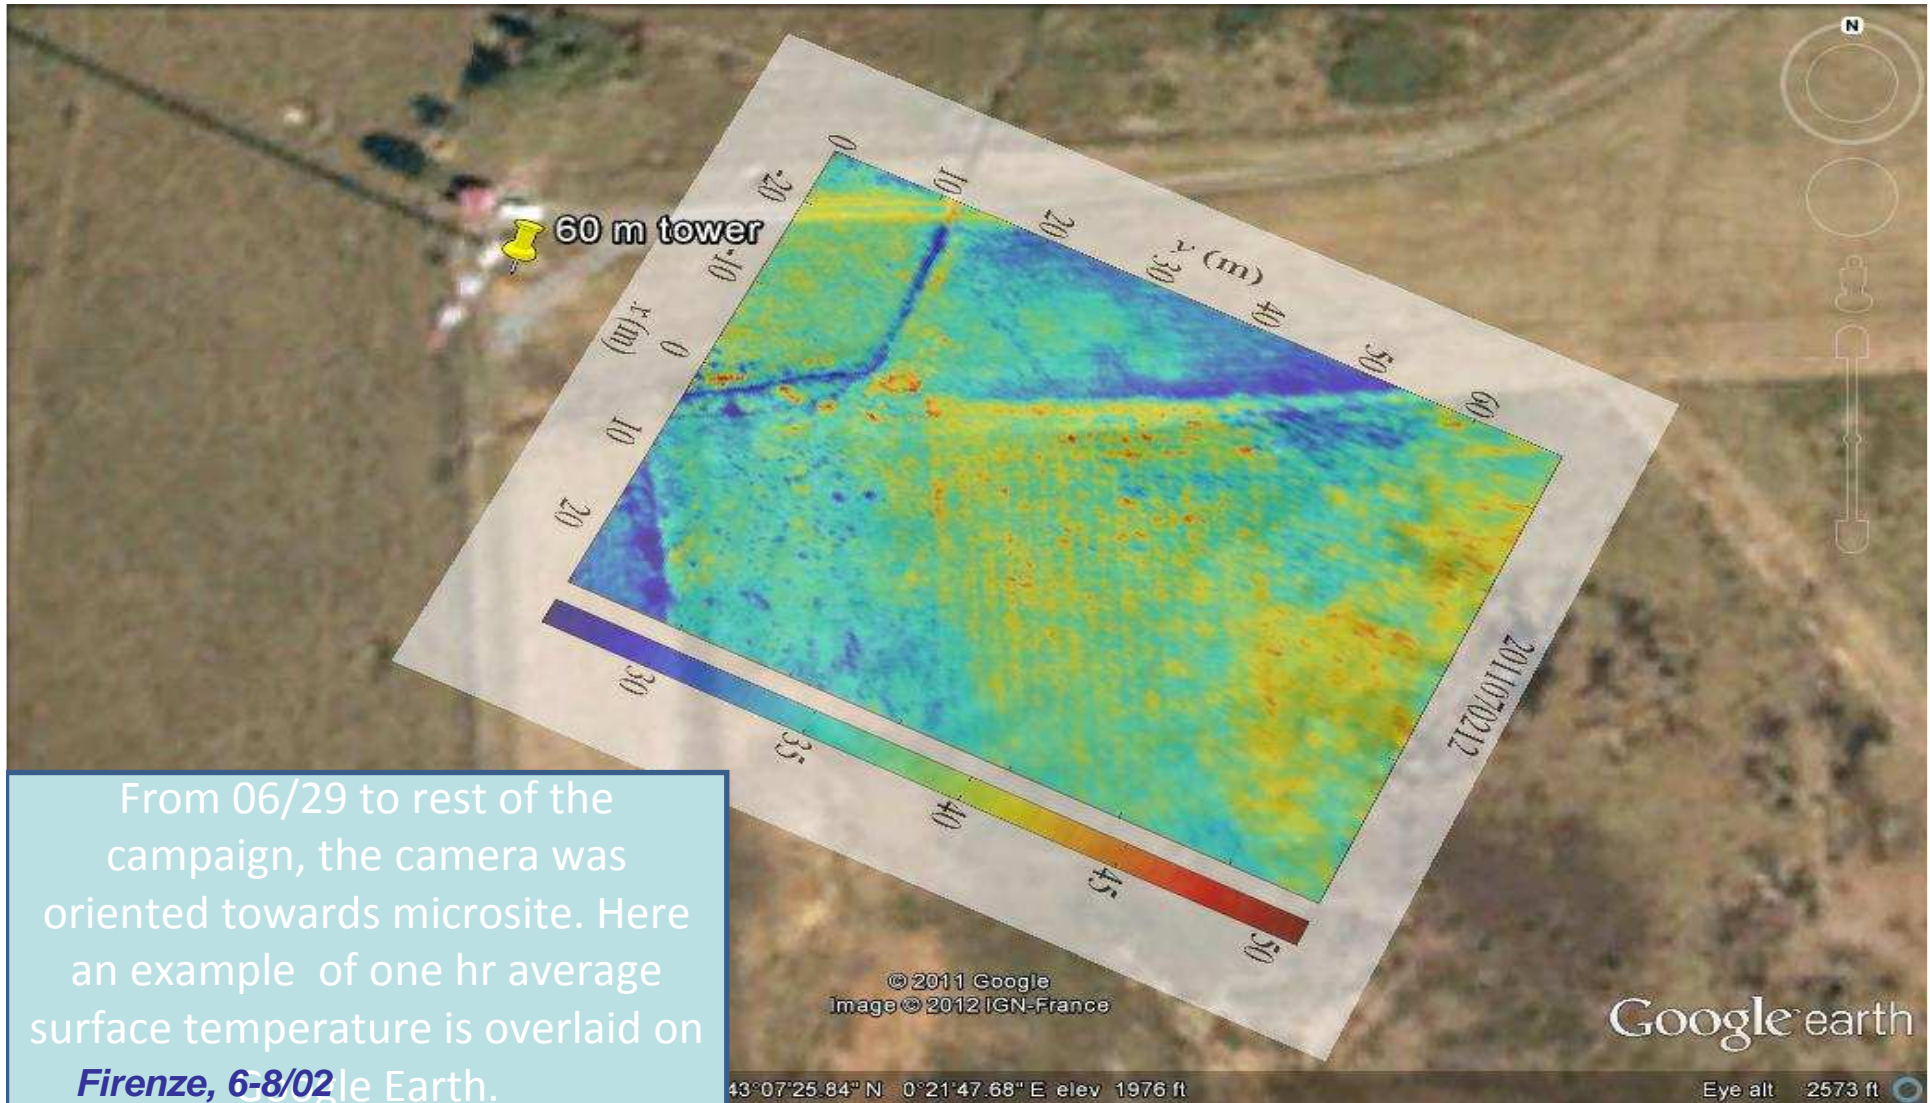 N
60 m tower
0
10
20
30
40
50
60
(m)
-20
-10
0
10
20
x (m)
2011070212
30
35
40
45
50
From 06/29 to rest of the
campaign, the camera was
oriented towards microsite. Here
an example of one hr average
surface temperature is overlaid on
Google Earth.
Firenze, 6-8/02
© 2011 Google
Image © 2012 IGN-France
Google earth
43°07'25.84" N 0°21'47.68" E elev 1976 ft
Eye alt 2573 ft